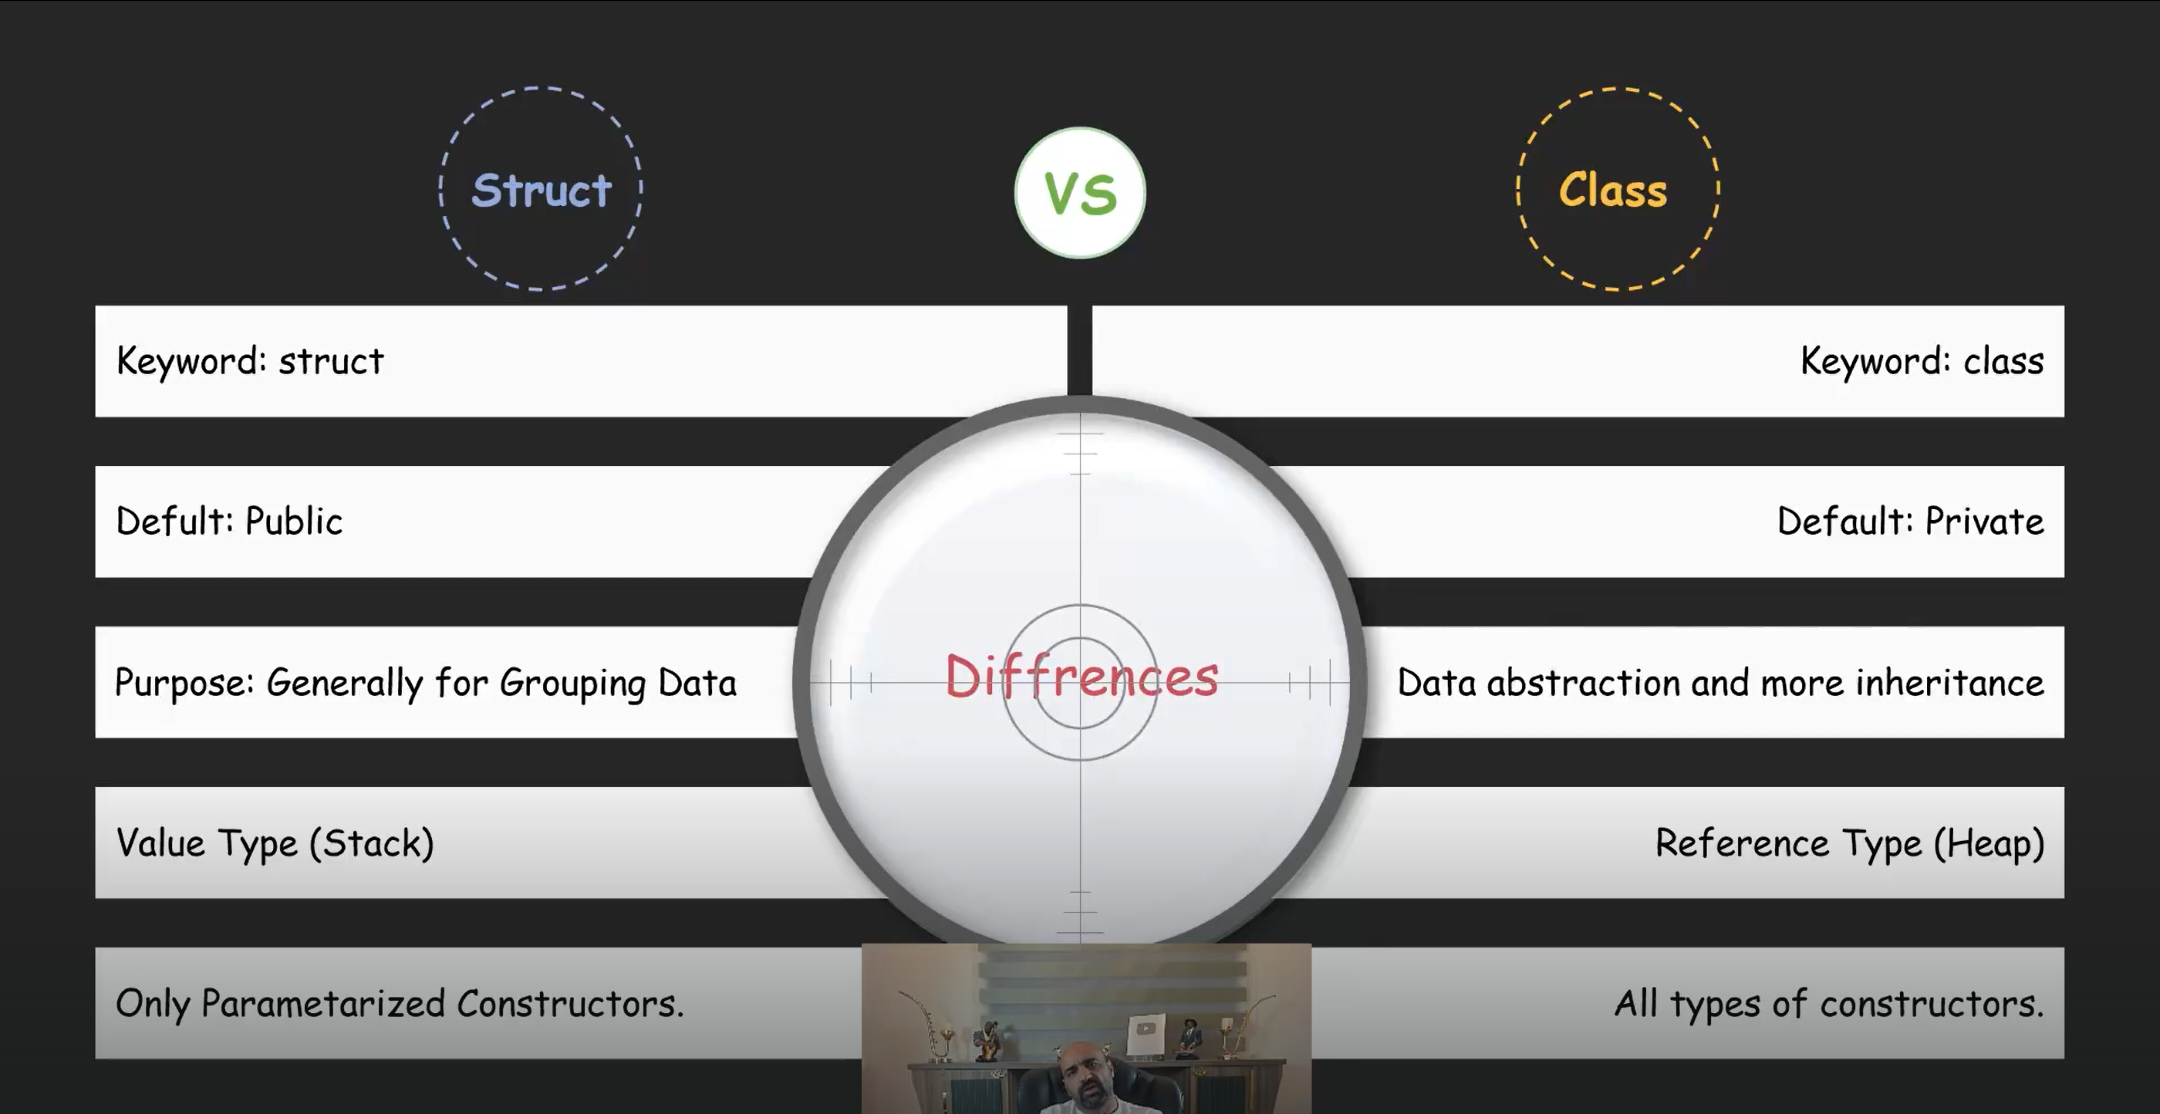 Struct
VS
Class
Keyword: struct
Keyword: class
Defult: Public
Default: Private
Purpose: Generally for Grouping Data
Diffrences
Data abstraction and more inheritance
Value Type (Stack)
Reference Type (Heap)
Only Parametarized Constructors.
All types of constructors.